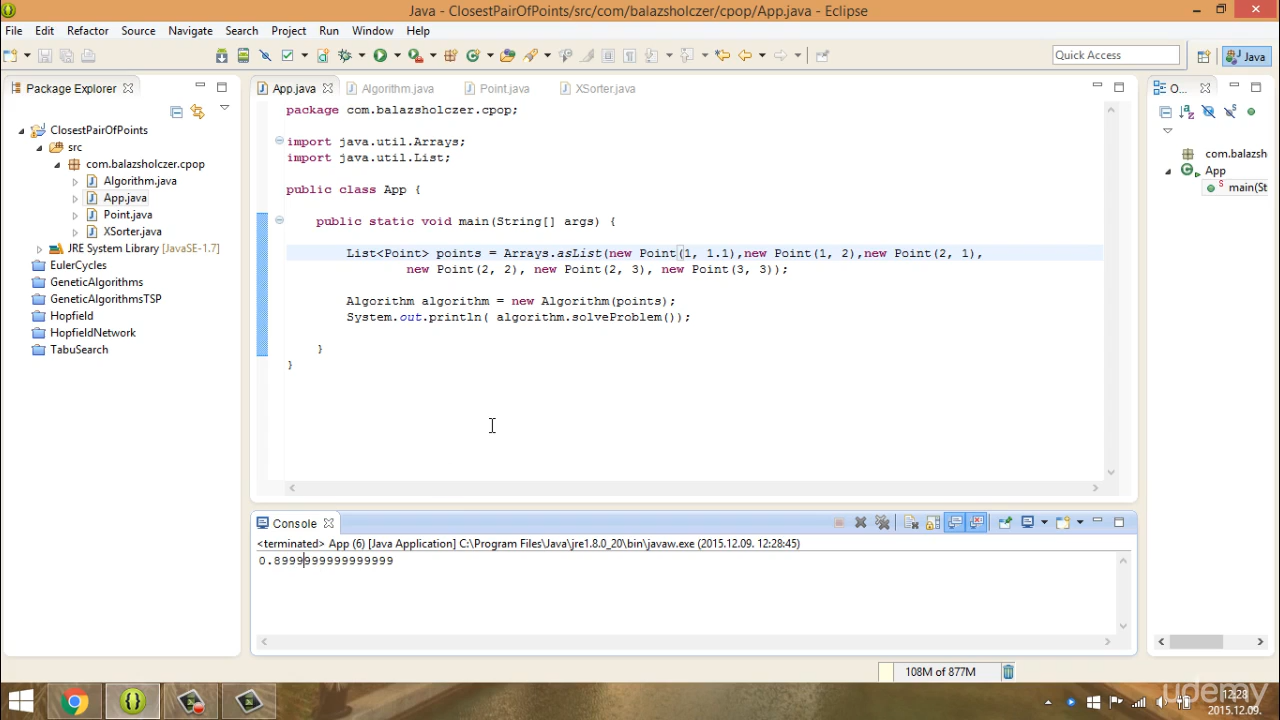 Java - ClosestPairOfPoints/src/com/balazsholczer/cpop/App.java - Eclipse
File Edit Refactor Source Navigate Search Project Run Window Help
Quick Access
Java
Package Explorer
App.java Algorithm.java Point.java XSorter.java
O...
ClosestPairOfPoints
src
com.balazsholczer.cpop
Algorithm.java
App.java
Point.java
XSorter.java
JRE System Library [JavaSE-1.7]
EulerCycles
GeneticAlgorithms
GeneticAlgorithmsTSP
Hopfield
HopfieldNetwork
TabuSearch
package com.balazsholczer.cpop;
import java.util.Arrays;
import java.util.List;
public class App {
public static void main(String[] args) {
List<Point> points = Arrays.asList(new Point(1, 1.1),new Point(1, 2),new Point(2, 1),
new Point(2, 2), new Point(2, 3), new Point(3, 3));
Algorithm algorithm = new Algorithm(points);
System.out.println( algorithm.solveProblem());
}
}
com.balazsh
App
main(St
Console
<terminated> App (6) [Java Application] C:\Program Files\Java\jre1.8.0_20\bin\javaw.exe (2015.12.09. 12:28:45)
0.8999999999999999
108M of 877M
udemy
12:28
2015.12.09.